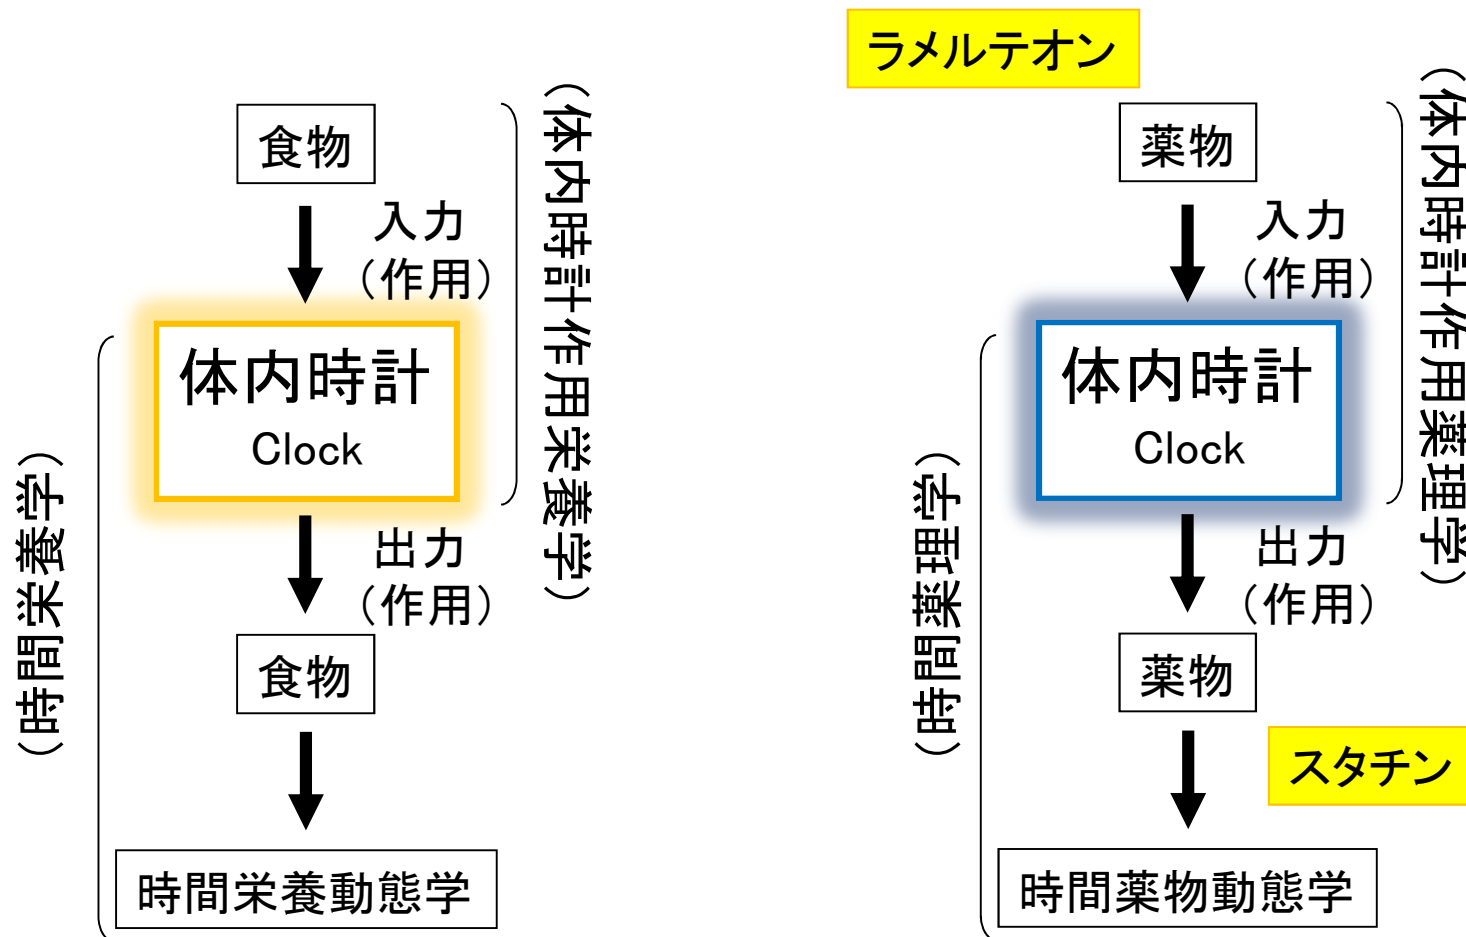 ラメルテオン
食物
入力
（作用）
体内時計
Clock
出力
（作用）
食物
時間栄養動態学
（体内時計作用栄養学）
（時間栄養学）
薬物
入力
（作用）
体内時計
Clock
出力
（作用）
薬物
スタチン
時間薬物動態学
（体内時計作用薬理学）
（時間薬理学）